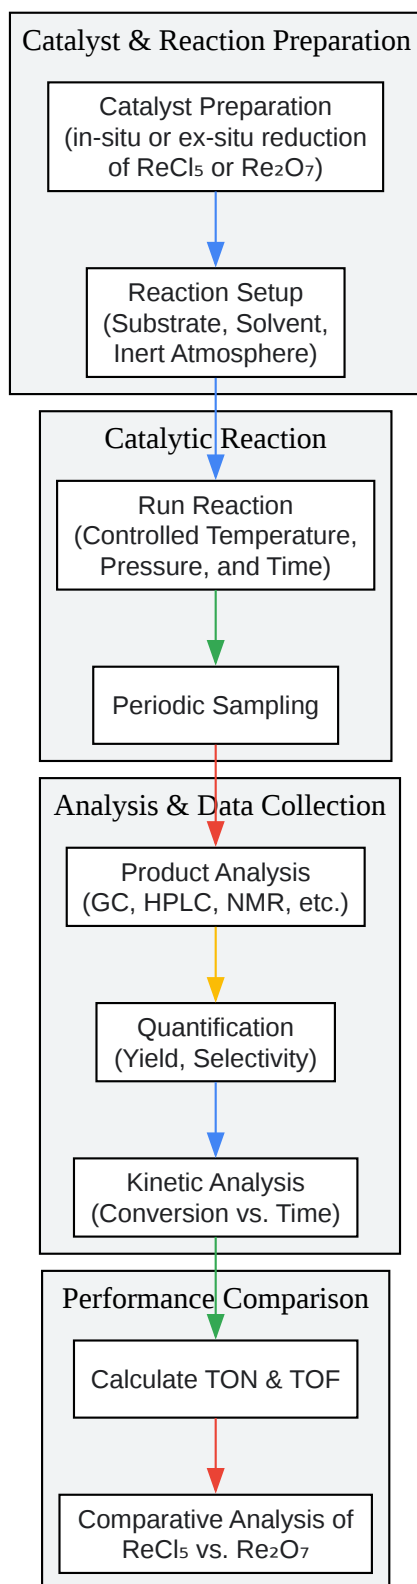 Catalyst & Reaction Preparation
Catalyst Preparation
(in-situ or ex-situ reduction
of ReCl₅ or Re₂O₇)
Reaction Setup
(Substrate, Solvent,
Inert Atmosphere)
Catalytic Reaction
Run Reaction
(Controlled Temperature,
Pressure, and Time)
Periodic Sampling
Analysis & Data Collection
Product Analysis
(GC, HPLC, NMR, etc.)
Quantification
(Yield, Selectivity)
Kinetic Analysis
(Conversion vs. Time)
Performance Comparison
Calculate TON & TOF
Comparative Analysis of
ReCl₅ vs. Re₂O₇